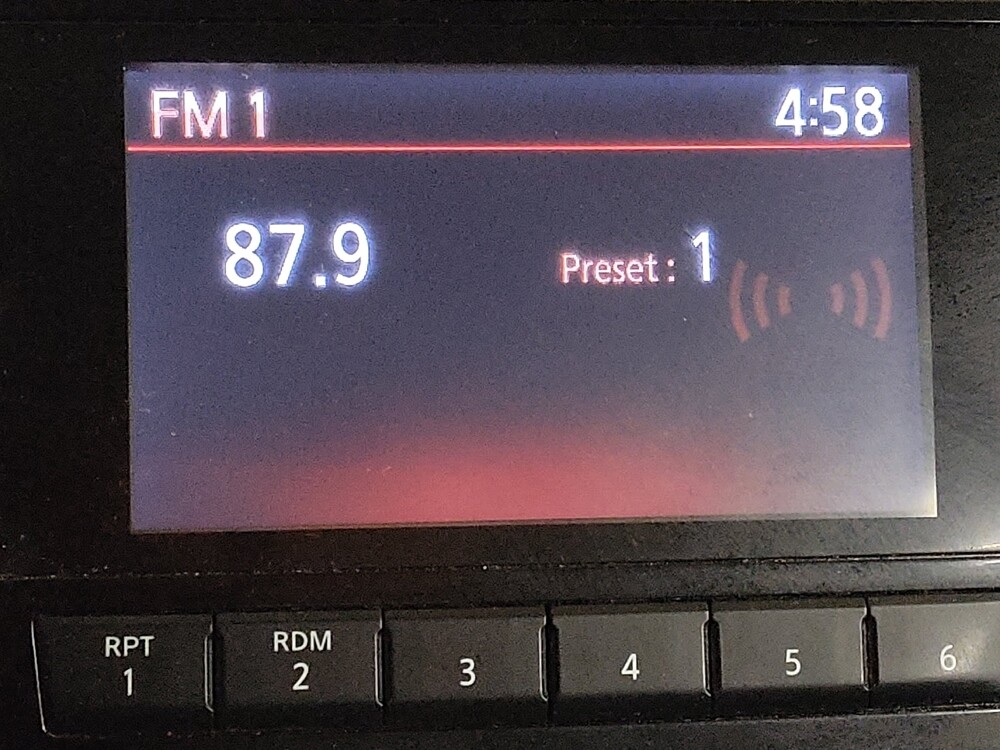 FM 1 4:58
87.9 Preset : 1
RPT RDM
1 2 3 4 5 6